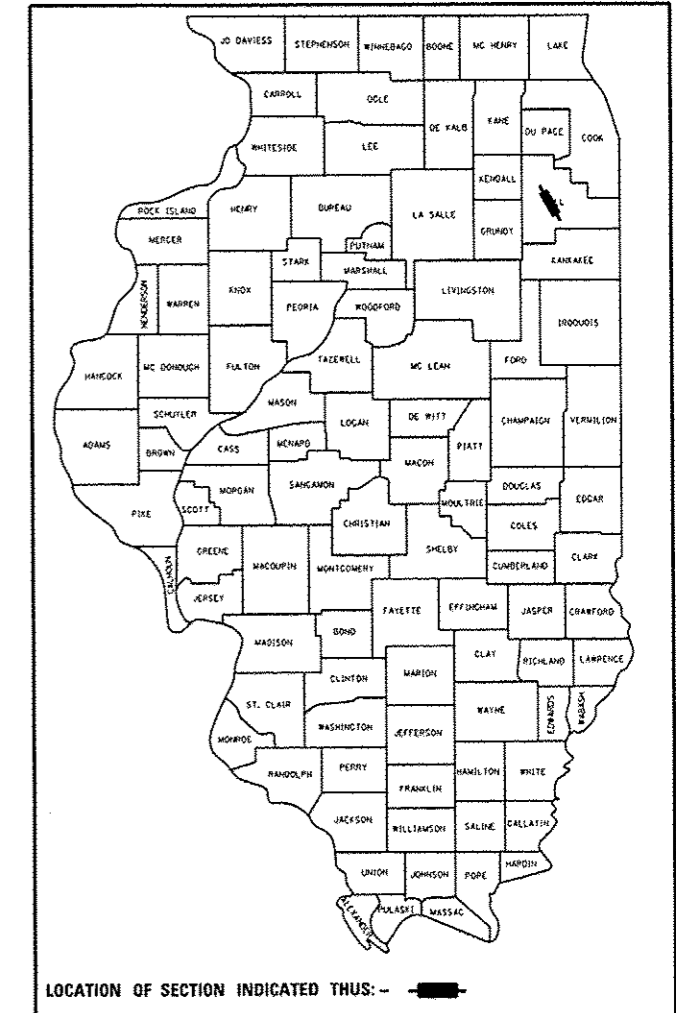 JO DAVIESS STEPHENSON WINNEBAGO BOONE MC HENRY LAKE
CARROLL OGLE DE KALB KANE DU PAGE COOK
WHITESIDE LEE KENDALL
ROCK ISLAND HENRY BUREAU LA SALLE GRUNDY
MERCER PUTNAM KANKAKEE
STARK MARSHALL
HENDERSON WARREN KNOX PEORIA WOODFORD LIVINGSTON IROQUOIS
HANCOCK MC DONOUGH FULTON TAZEWELL MC LEAN FORD
MASON
SCHUYLER LOGAN DE WITT CHAMPAIGN VERMILION
ADAMS BROWN CASS MENARD MACON PIATT
PIKE SCOTT MORGAN SANGAMON CHRISTIAN MOULTRIE DOUGLAS EDGAR
COLES
GREENE MACOUPIN MONTGOMERY SHELBY CUMBERLAND CLARK
CALHOUN JERSEY FAYETTE EFFINGHAM JASPER CRAWFORD
MADISON BOND
CLINTON MARION CLAY RICHLAND LAWRENCE
ST. CLAIR WAYNE EDWARDS WABASH
MONROE WASHINGTON JEFFERSON
RANDOLPH PERRY FRANKLIN HAMILTON WHITE
JACKSON WILLIAMSON SALINE GALLATIN
UNION JOHNSON POPE HARDIN
ALEXANDER PULASKI MASSAC
LOCATION OF SECTION INDICATED THUS: -